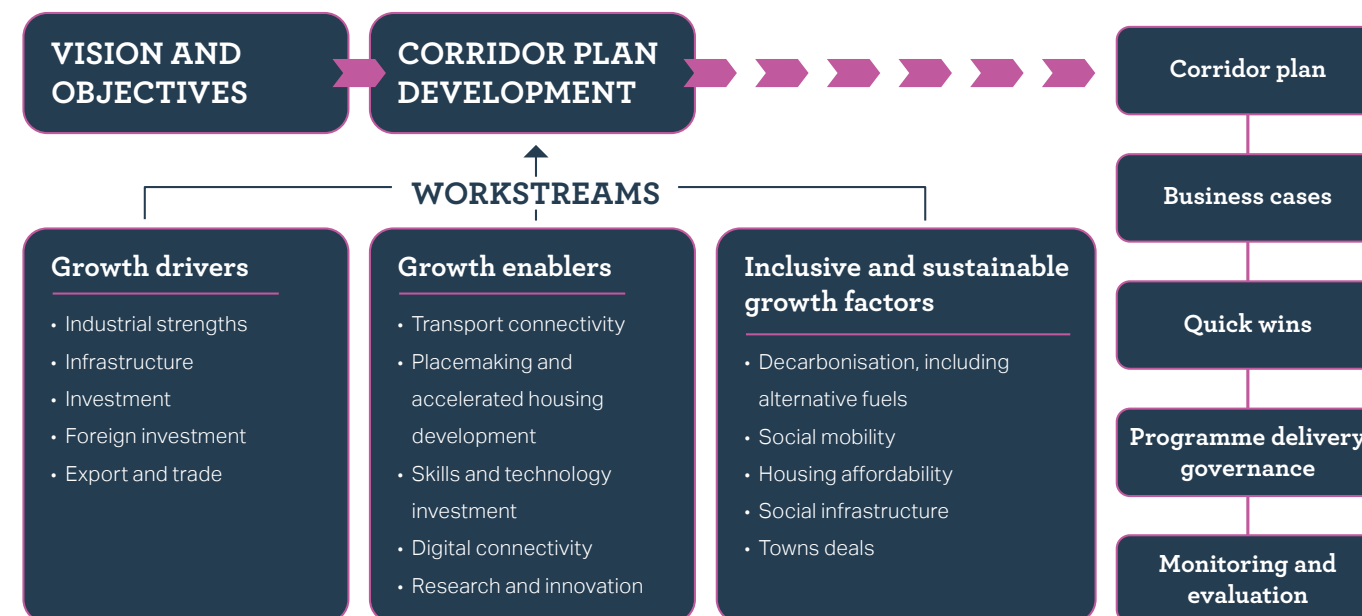 VISION AND
OBJECTIVES
CORRIDOR PLAN
DEVELOPMENT
WORKSTREAMS
Growth drivers
• Industrial strengths
• Infrastructure
• Investment
• Foreign investment
• Export and trade
Growth enablers
• Transport connectivity
• Placemaking and
accelerated housing
development
• Skills and technology
investment
• Digital connectivity
• Research and innovation
Inclusive and sustainable
growth factors
• Decarbonisation, including
alternative fuels
• Social mobility
• Housing affordability
• Social infrastructure
• Towns deals
Corridor plan
Business cases
Quick wins
Programme delivery
governance
Monitoring and
evaluation